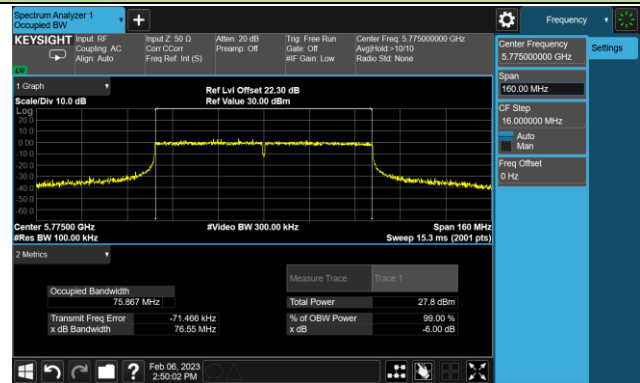 Spectrum Analyzer 1
Occupied BW
Frequency
KEYSIGHT Input: RF Input Z: 50 Ω Atten: 20 dB Trig: Free Run Center Freq: 5.775000000 GHz
Coupling: AC Corr CCorr Preamp: Off Gate: Off Avg|Hold:>10/10
Align: Auto Freq Ref: Int (S) #IF Gain: Low Radio Std: None
1 Graph
Ref Lvl Offset 22.30 dB
Scale/Div 10.0 dB Ref Value 30.00 dBm
Log
20.0
10.0
0.00
-10.0
-20.0
-30.0
-40.0
-50.0
-60.0
Center 5.77500 GHz #Video BW 300.00 kHz Span 160 MHz
#Res BW 100.00 kHz Sweep 15.3 ms (2001 pts)
2 Metrics
Measure Trace Trace 1
Occupied Bandwidth
75.867 MHz Total Power 27.8 dBm
Transmit Freq Error -71.466 kHz % of OBW Power 99.00 %
x dB Bandwidth 76.55 MHz x dB -6.00 dB
Feb 06, 2023
2:50:02 PM
Center Frequency
5.775000000 GHz
Settings
Span
160.00 MHz
CF Step
16.000000 MHz
Auto
Man
Freq Offset
0 Hz